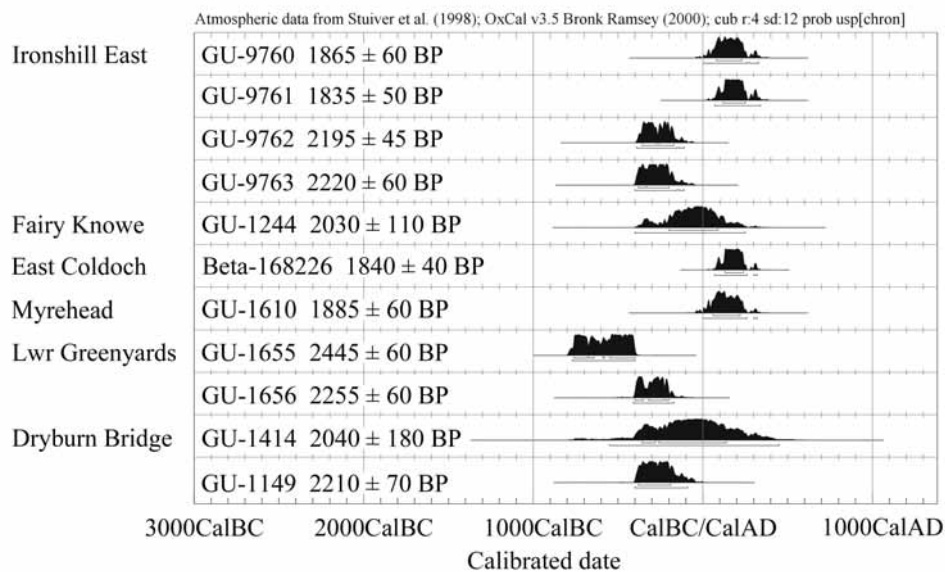 Atmospheric data from Stuiver et al. (1998); OxCal v3.5 Bronk Ramsey (2000); cub r:4 sd:12 prob usp[chron]
Ironshill East GU-9760 1865 ± 60 BP
GU-9761 1835 ± 50 BP
GU-9762 2195 ± 45 BP
GU-9763 2220 ± 60 BP
Fairy Knowe GU-1244 2030 ± 110 BP
East Coldoch Beta-168226 1840 ± 40 BP
Myrehead GU-1610 1885 ± 60 BP
Lwr Greenyards GU-1655 2445 ± 60 BP
GU-1656 2255 ± 60 BP
Dryburn Bridge GU-1414 2040 ± 180 BP
GU-1149 2210 ± 70 BP
3000CalBC 2000CalBC 1000CalBC CalBC/CalAD 1000CalAD
Calibrated date